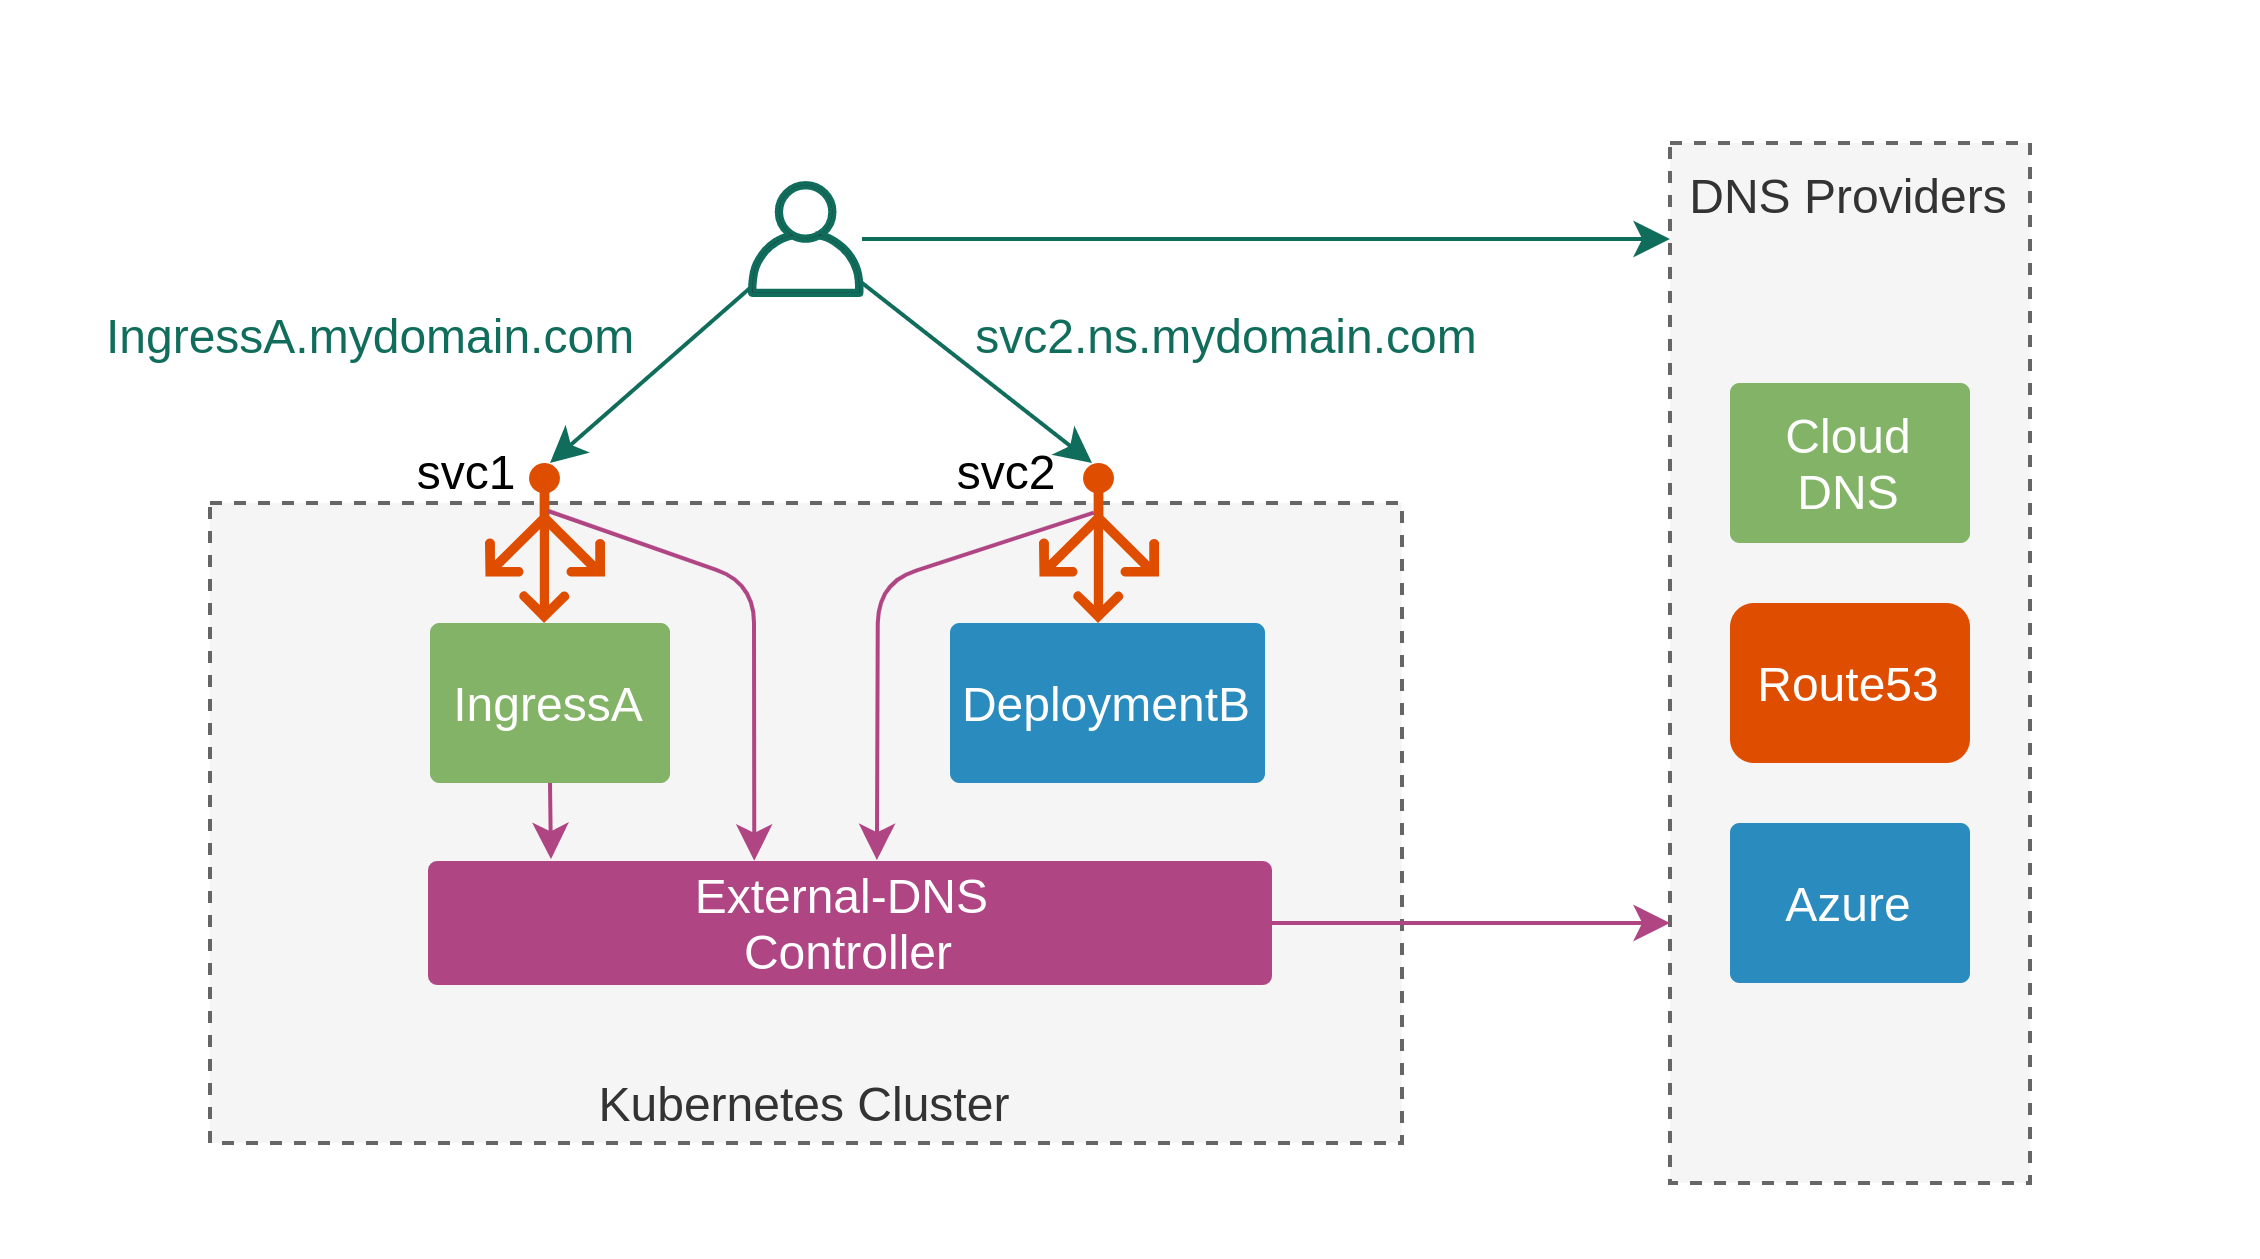 DNS Providers
IngressA.mydomain.com
svc2.ns.mydomain.com
svc1
svc2
Cloud
DNS
IngressA
DeploymentB
Route53
External-DNS
Controller
Azure
Kubernetes Cluster